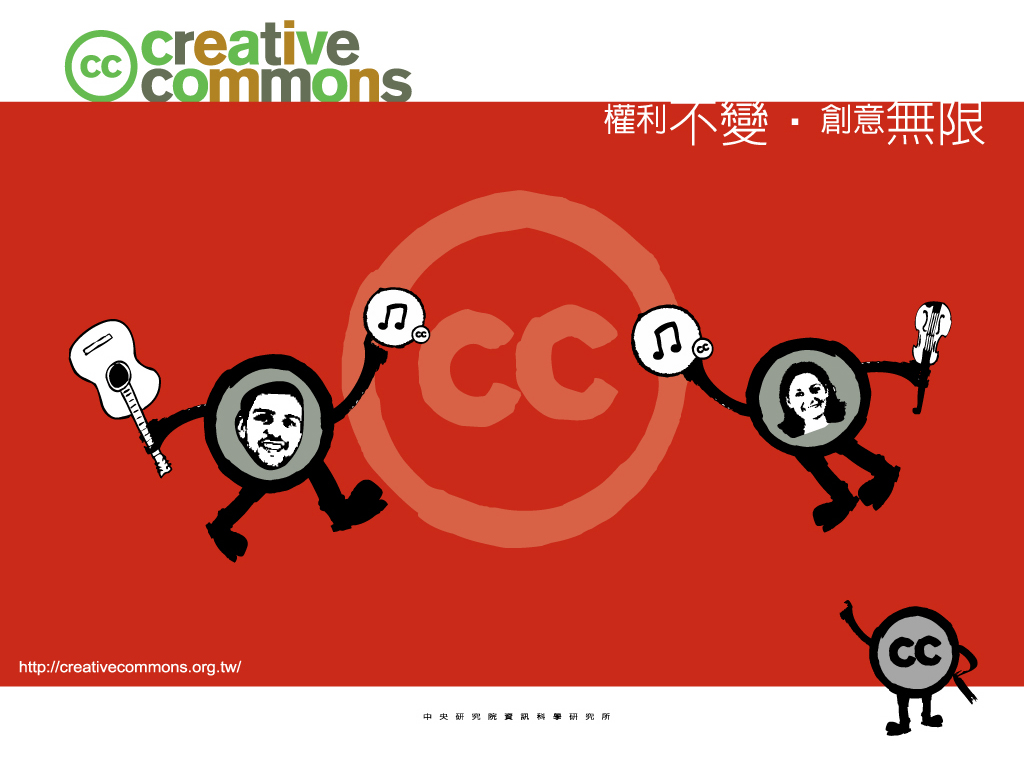 cc creative
commons
權利不變・創意無限
cc
cc
cc
http://creativecommons.org.tw/
cc
中央研究院資訊科學研究所